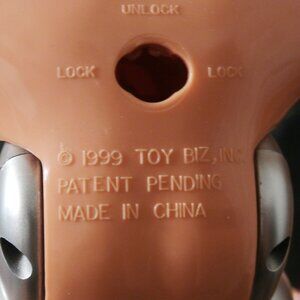 UNLOCK
LOCK LOCK
© 1999 TOY BIZ, INC.
PATENT PENDING
MADE IN CHINA